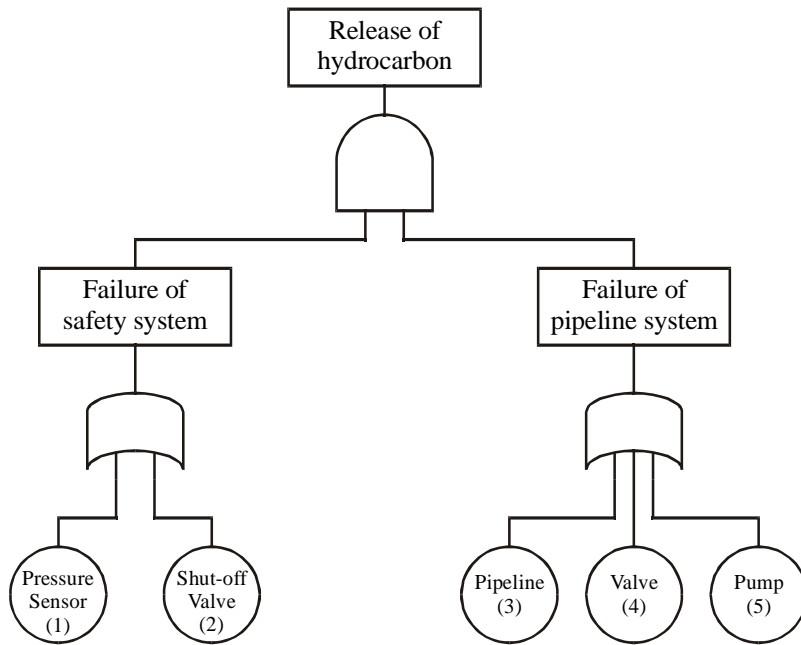 Release of
hydrocarbon
Failure of
safety system
Failure of
pipeline system
Pressure
Sensor
(1)
Shut-off
Valve
(2)
Pipeline
(3)
Valve
(4)
Pump
(5)